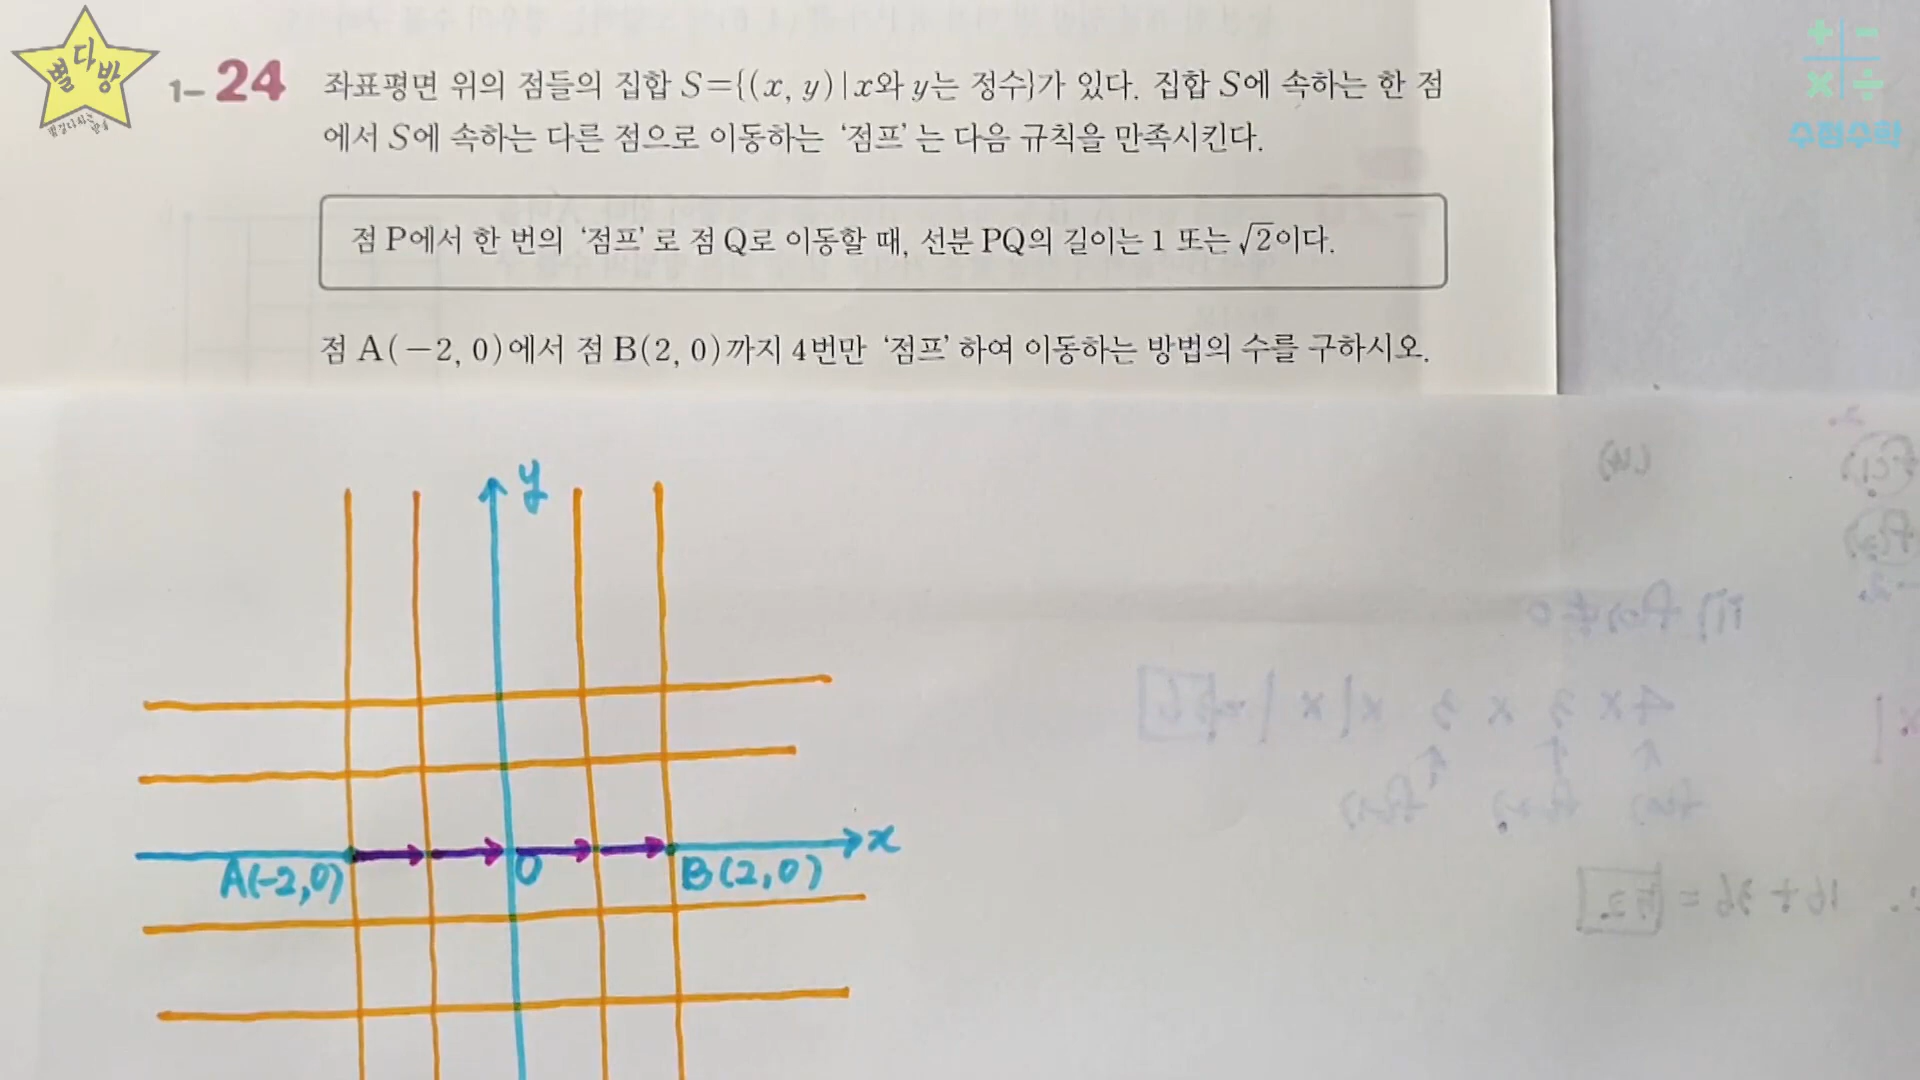 별다방
1-24 좌표평면 위의 점들의 집합 S={(x, y)|x와 y는 정수}가 있다. 집합 S에 속하는 한 점
에서 S에 속하는 다른 점으로 이동하는 ‘점프’는 다음 규칙을 만족시킨다.
점 P에서 한 번의 ‘점프’로 점 Q로 이동할 때, 선분 PQ의 길이는 1 또는 √2이다.
점 A(-2, 0)에서 점 B(2, 0)까지 4번만 ‘점프’하여 이동하는 방법의 수를 구하시오.
+ -
× ÷
수험수학
y
x
A(-2,0)
O
B(2,0)